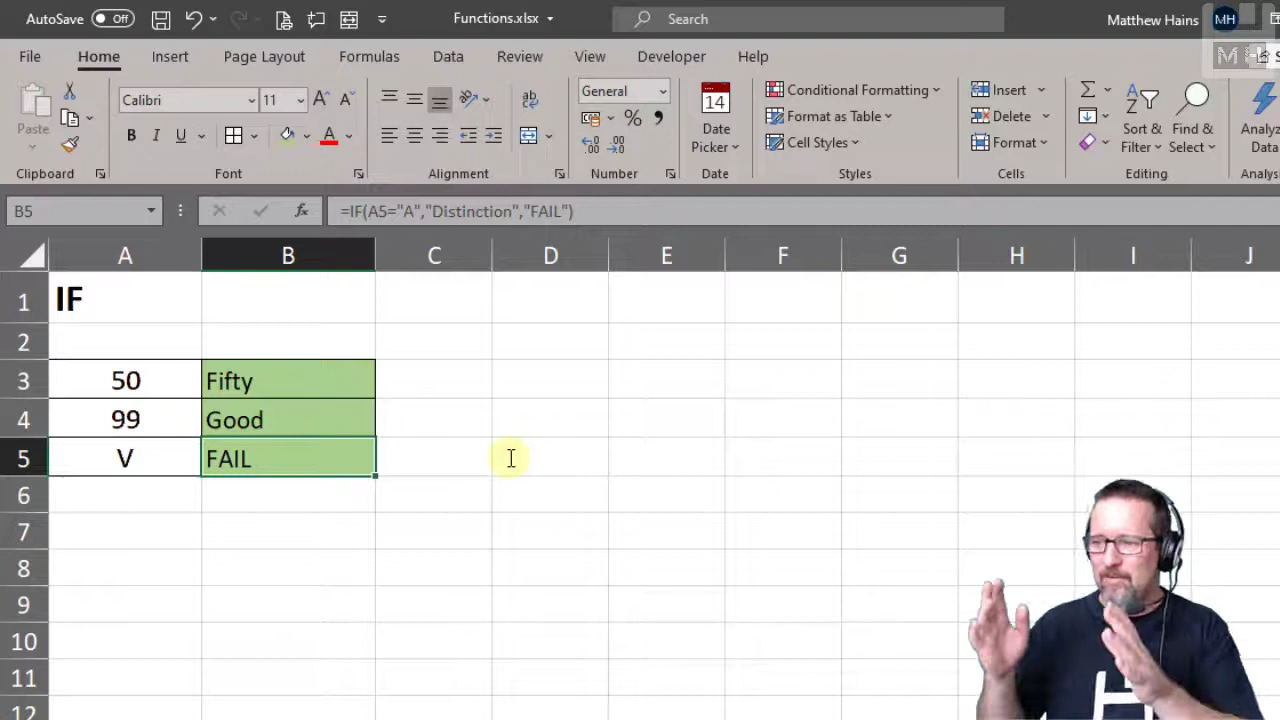 AutoSave Off Functions.xlsx Search Matthew Hains MH
File Home Insert Page Layout Formulas Data Review View Developer Help
Paste Calibri 11 General Date Picker Conditional Formatting Format as Table Cell Styles Insert Delete Format Sort & Filter Find & Select Analyze Data
Clipboard Font Alignment Number Date Styles Cells Editing Analysis
B5 fx =IF(A5="A","Distinction","FAIL")
A B C D E F G H I J
1 IF
2
3 50 Fifty
4 99 Good
5 V FAIL
6
7
8
9
10
11
12